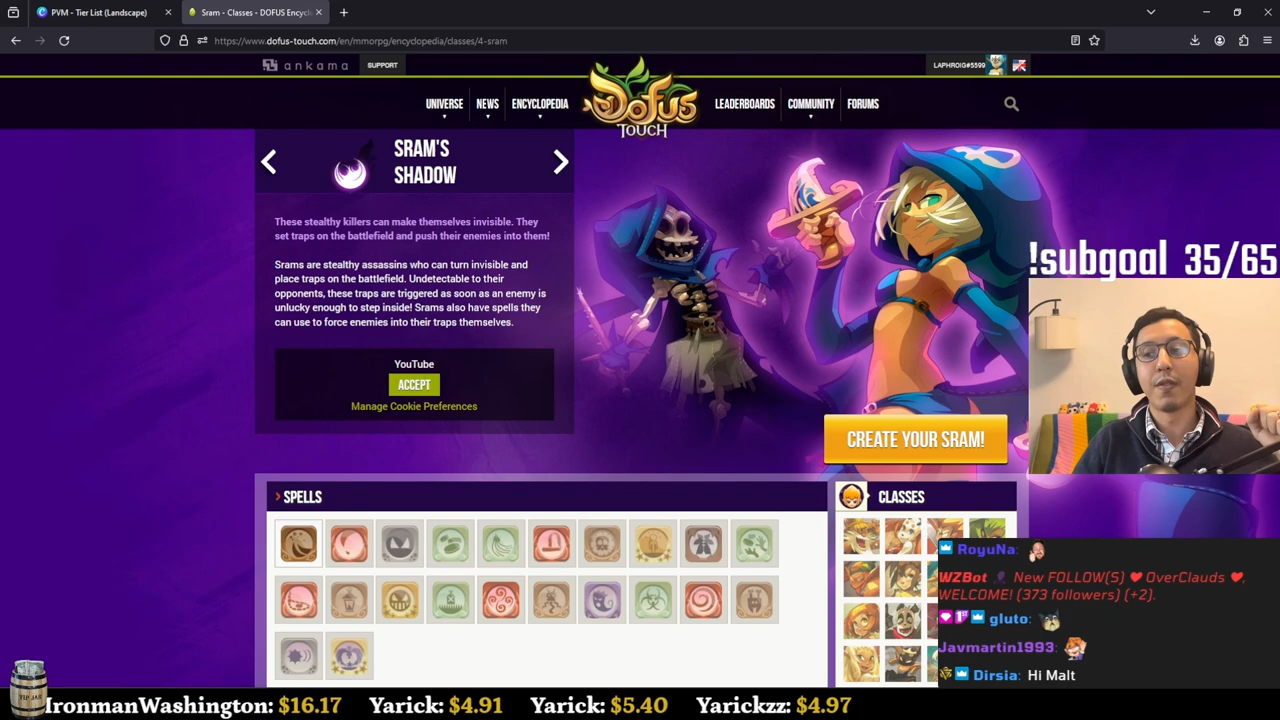 PVM - Tier List (Landscape)
Sram - Classes - DOFUS Encycl
https://www.dofus-touch.com/en/mmorpg/encyclopedia/classes/4-sram
ankama
SUPPORT
LAPHROIG#5599
UNIVERSE
NEWS
ENCYCLOPEDIA
DOFUS
TOUCH
LEADERBOARDS
COMMUNITY
FORUMS
SRAM'S
SHADOW
These stealthy killers can make themselves invisible. They
set traps on the battlefield and push their enemies into them!
Srams are stealthy assassins who can turn invisible and
place traps on the battlefield. Undetectable to their
opponents, these traps are triggered as soon as an enemy is
unlucky enough to step inside! Srams also have spells they
can use to force enemies into their traps themselves.
YouTube
ACCEPT
Manage Cookie Preferences
CREATE YOUR SRAM!
!subgoal 35/65
SPELLS
CLASSES
RoyuNa:
WZBot New FOLLOW(S) OverClauds ,
WELCOME! (373 followers) (+2).
gluto:
Javmartin1993:
Dirsia: Hi Malt
TIP JAR
IronmanWashington: $16.17 Yarick: $4.91 Yarick: $5.40 Yarickzz: $4.97